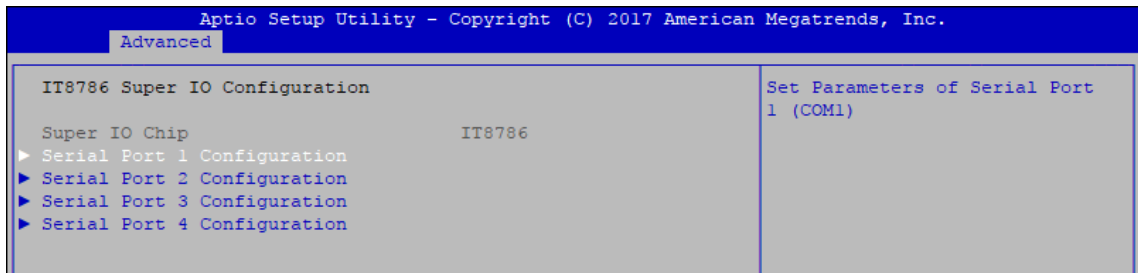 Aptio Setup Utility - Copyright (C) 2017 American Megatrends, Inc.
Advanced
IT8786 Super IO Configuration
Super IO Chip IT8786
► Serial Port 1 Configuration
► Serial Port 2 Configuration
► Serial Port 3 Configuration
► Serial Port 4 Configuration
Set Parameters of Serial Port
1 (COM1)